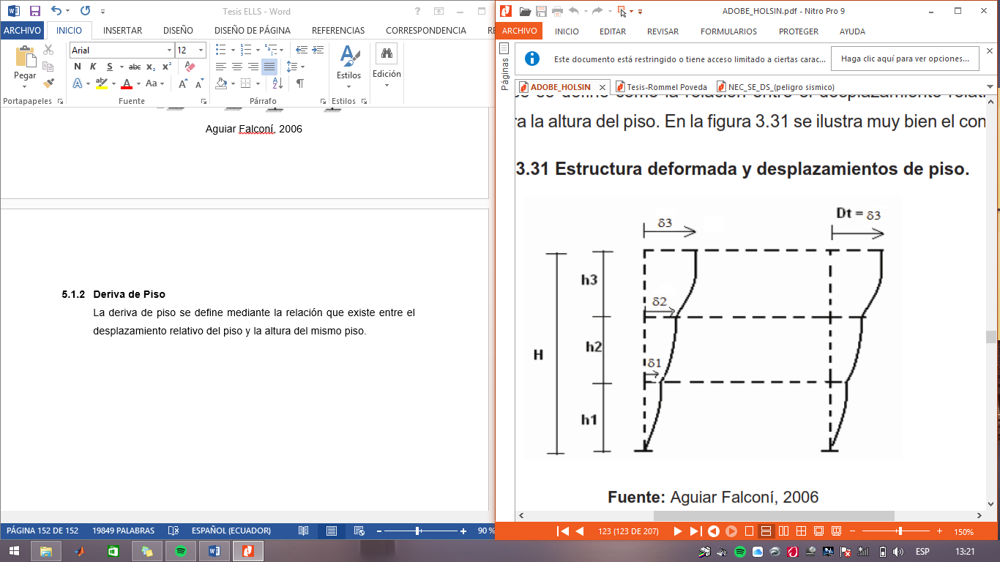 Tesis ELLS - Word
ARCHIVO INICIO INSERTAR DISEÑO DISEÑO DE PÁGINA REFERENCIAS CORRESPONDENCIA
Arial 12
Pegar
N K S abc x₂ x²
A ab A Aa A A
Estilos
Edición
Portapapeles Fuente Párrafo Estilos
Aguiar Falconí, 2006
5.1.2 Deriva de Piso
La deriva de piso se define mediante la relación que existe entre el
desplazamiento relativo del piso y la altura del mismo piso.
PÁGINA 152 DE 152 19849 PALABRAS ESPAÑOL (ECUADOR) 90 %
ADOBE_HOLSIN.pdf - Nitro Pro 9
ARCHIVO INICIO EDITAR REVISAR FORMULARIOS PROTEGER AYUDA
Páginas
Este documento está restringido o tiene acceso limitado a ciertas carac...
Haga clic aquí para ver opciones...
ADOBE_HOLSIN Tesis-Rommel Poveda NEC_SE_DS_(peligro sismico)
se define como la relación entre el desplazamiento
ra la altura del piso. En la figura 3.31 se ilustra muy bien el con
3.31 Estructura deformada y desplazamientos de piso.
δ3
Dt = δ3
h3
δ2
h2
H
δ1
h1
Fuente: Aguiar Falconí, 2006
123 (123 DE 207) 150%
ESP 13:21